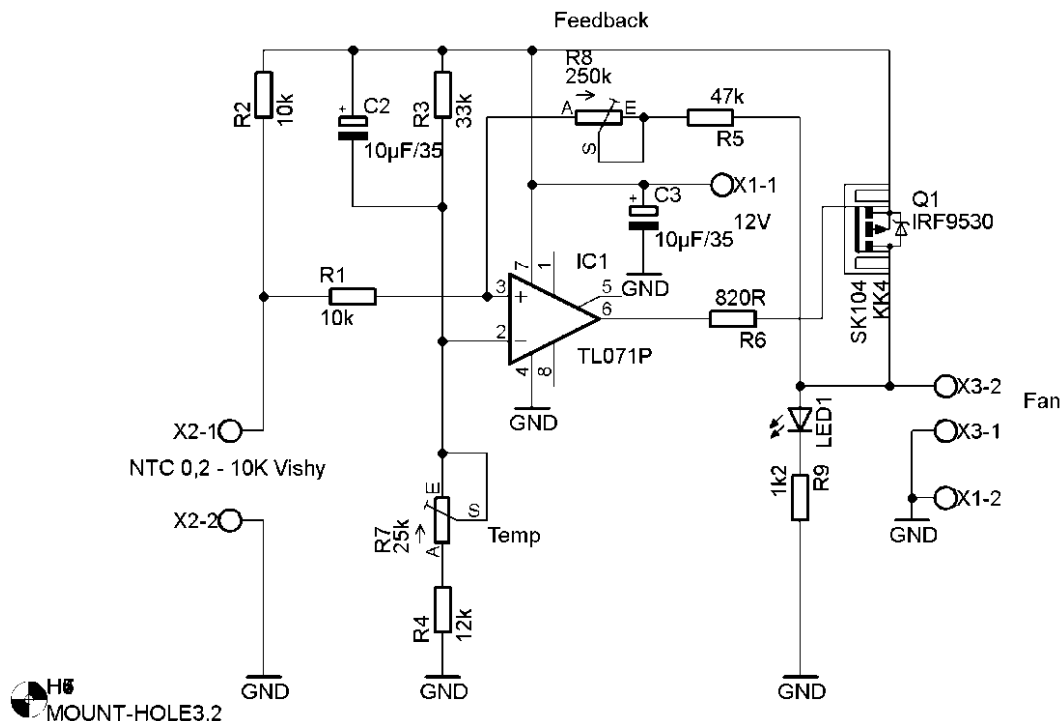 Feedback
R8
250k
A
E
S
47k
R5
R2
10k
+
C2
10µF/35
R3
33k
+
C3
10µF/35
GND
X1-1
12V
Q1
IRF9530
SK104
KK4
R1
10k
7
1
IC1
3
+
5
6
2
−
4
8
TL071P
GND
820R
R6
X2-1
NTC 0,2 - 10K Vishy
X2-2
LED1
X3-2
Fan
X3-1
X1-2
GND
E
S
R7
25k
A
Temp
1k2
R9
R4
12k
GND
GND
GND
MOUNT-HOLE3.2